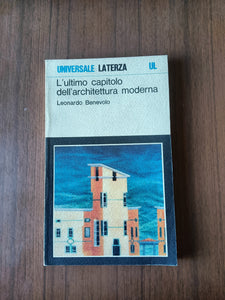 UNIVERSALE LATERZA UL
L'ultimo capitolo
dell'architettura moderna
Leonardo Benevolo